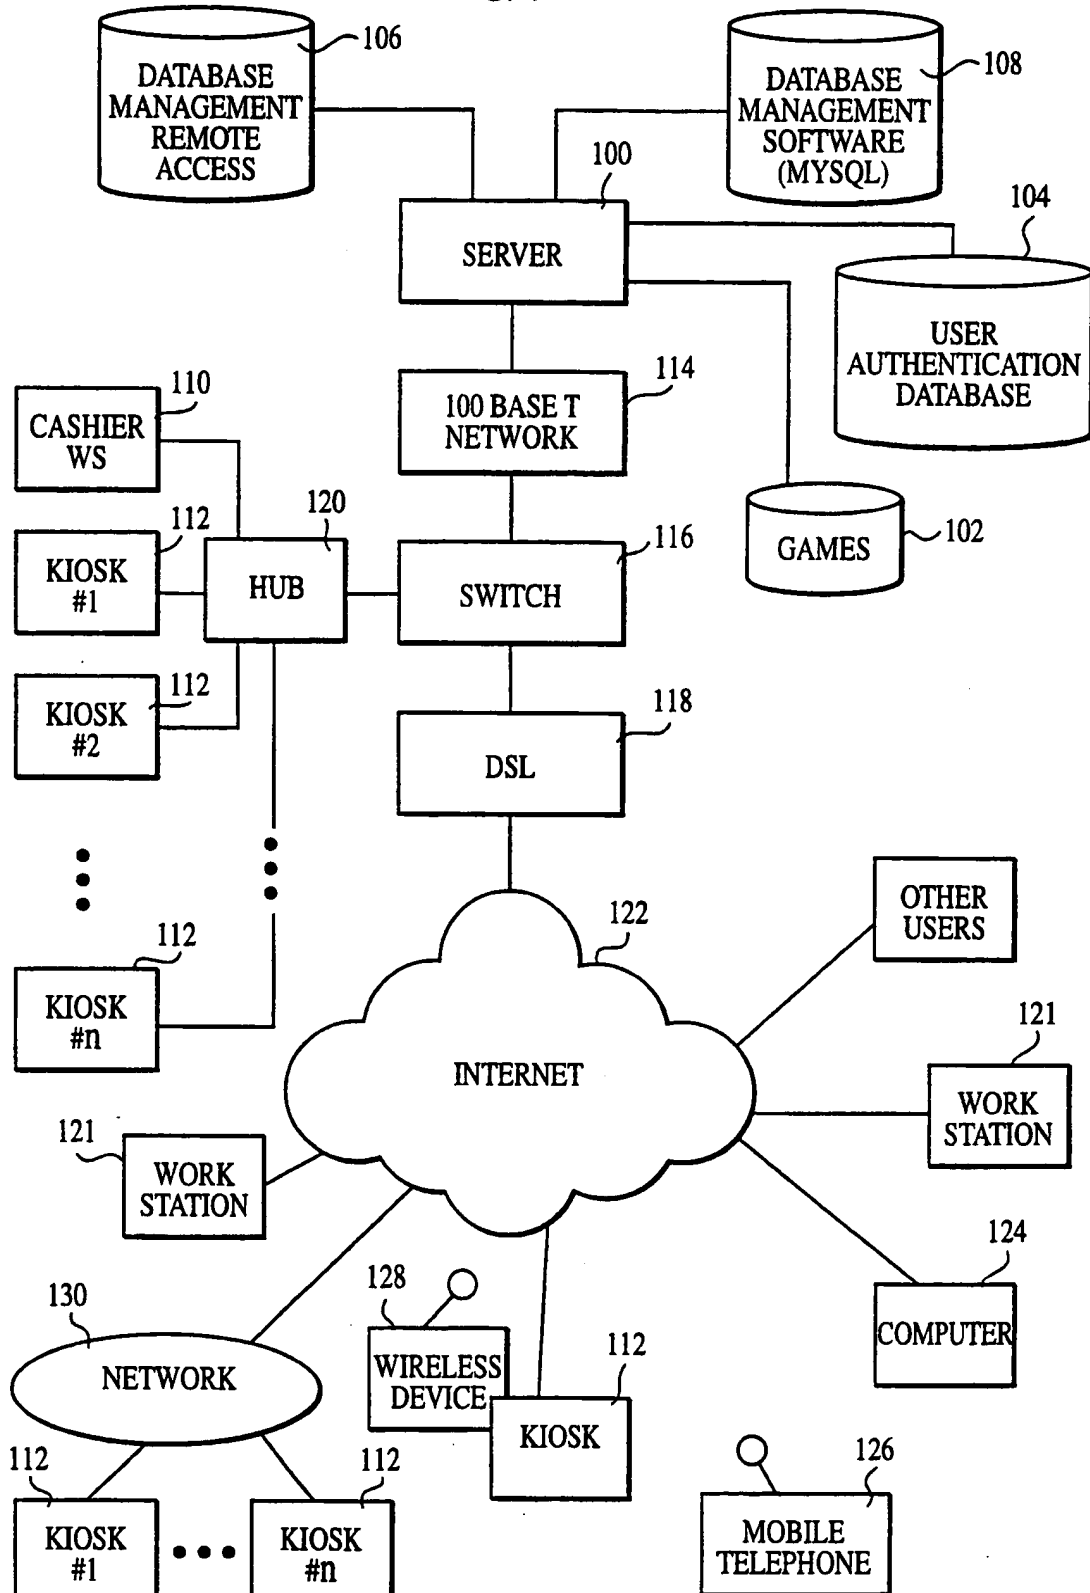 106
DATABASE
MANAGEMENT
REMOTE
ACCESS
108
DATABASE
MANAGEMENT
SOFTWARE
(MYSQL)
100
SERVER
104
USER
AUTHENTICATION
DATABASE
110
CASHIER
WS
114
100 BASE T
NETWORK
120
HUB
112
KIOSK
#1
116
SWITCH
GAMES
102
112
KIOSK
#2
118
DSL
112
KIOSK
#n
122
INTERNET
OTHER
USERS
121
WORK
STATION
121
WORK
STATION
124
COMPUTER
130
NETWORK
128
WIRELESS
DEVICE
112
KIOSK
112
KIOSK
#1
112
KIOSK
#n
126
MOBILE
TELEPHONE